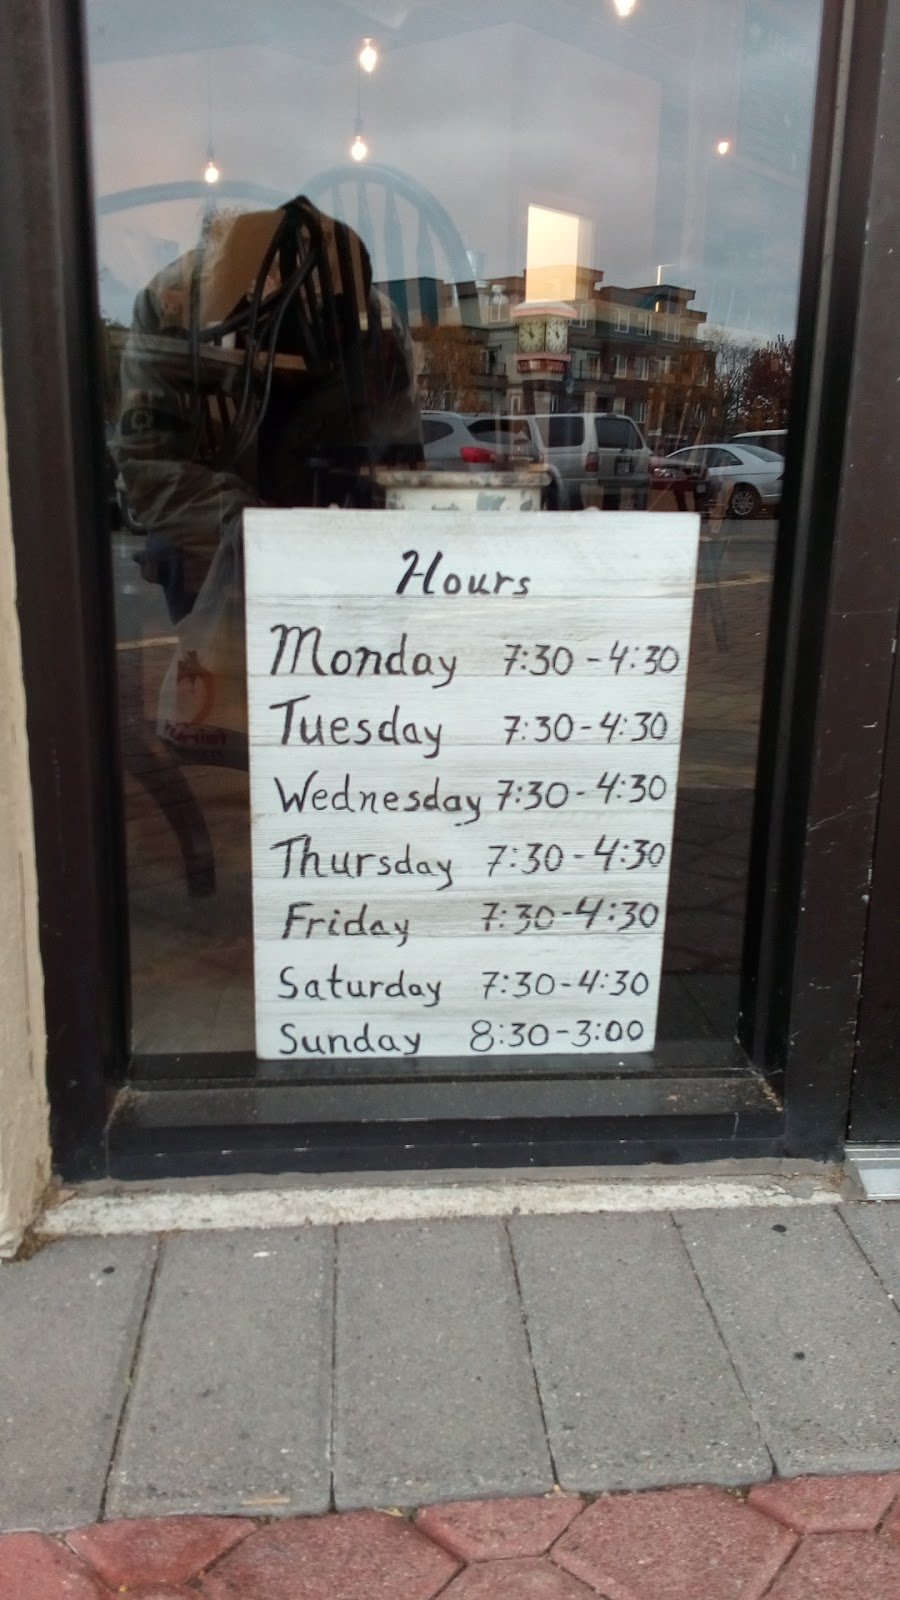 Hours
Monday 7:30 - 4:30
Tuesday 7:30 - 4:30
Wednesday 7:30 - 4:30
Thursday 7:30 - 4:30
Friday 7:30 - 4:30
Saturday 7:30 - 4:30
Sunday 8:30 - 3:00